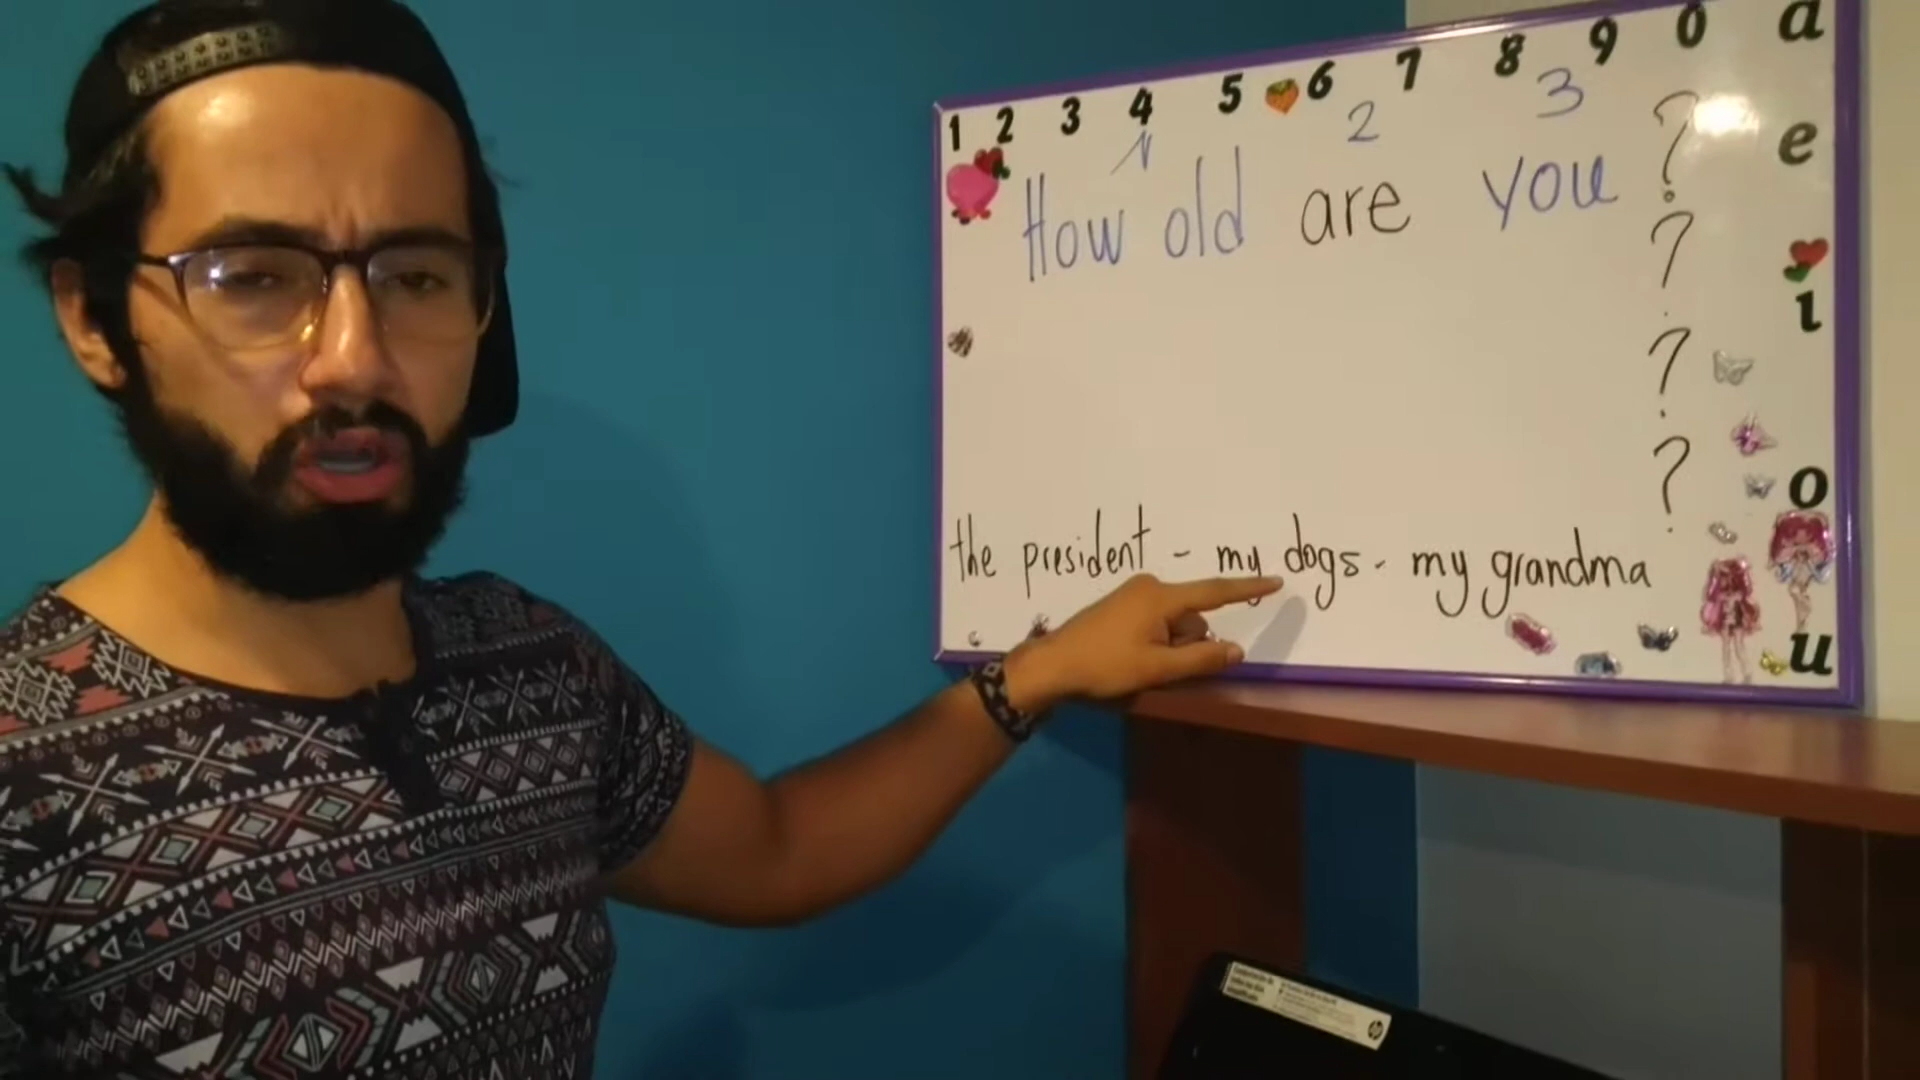 1 2 3 4 5 6 7 8 9 0
a
e
i
o
u
1 2 3
How old are you ?
?
?
?
the president - my dogs - my grandma
hp